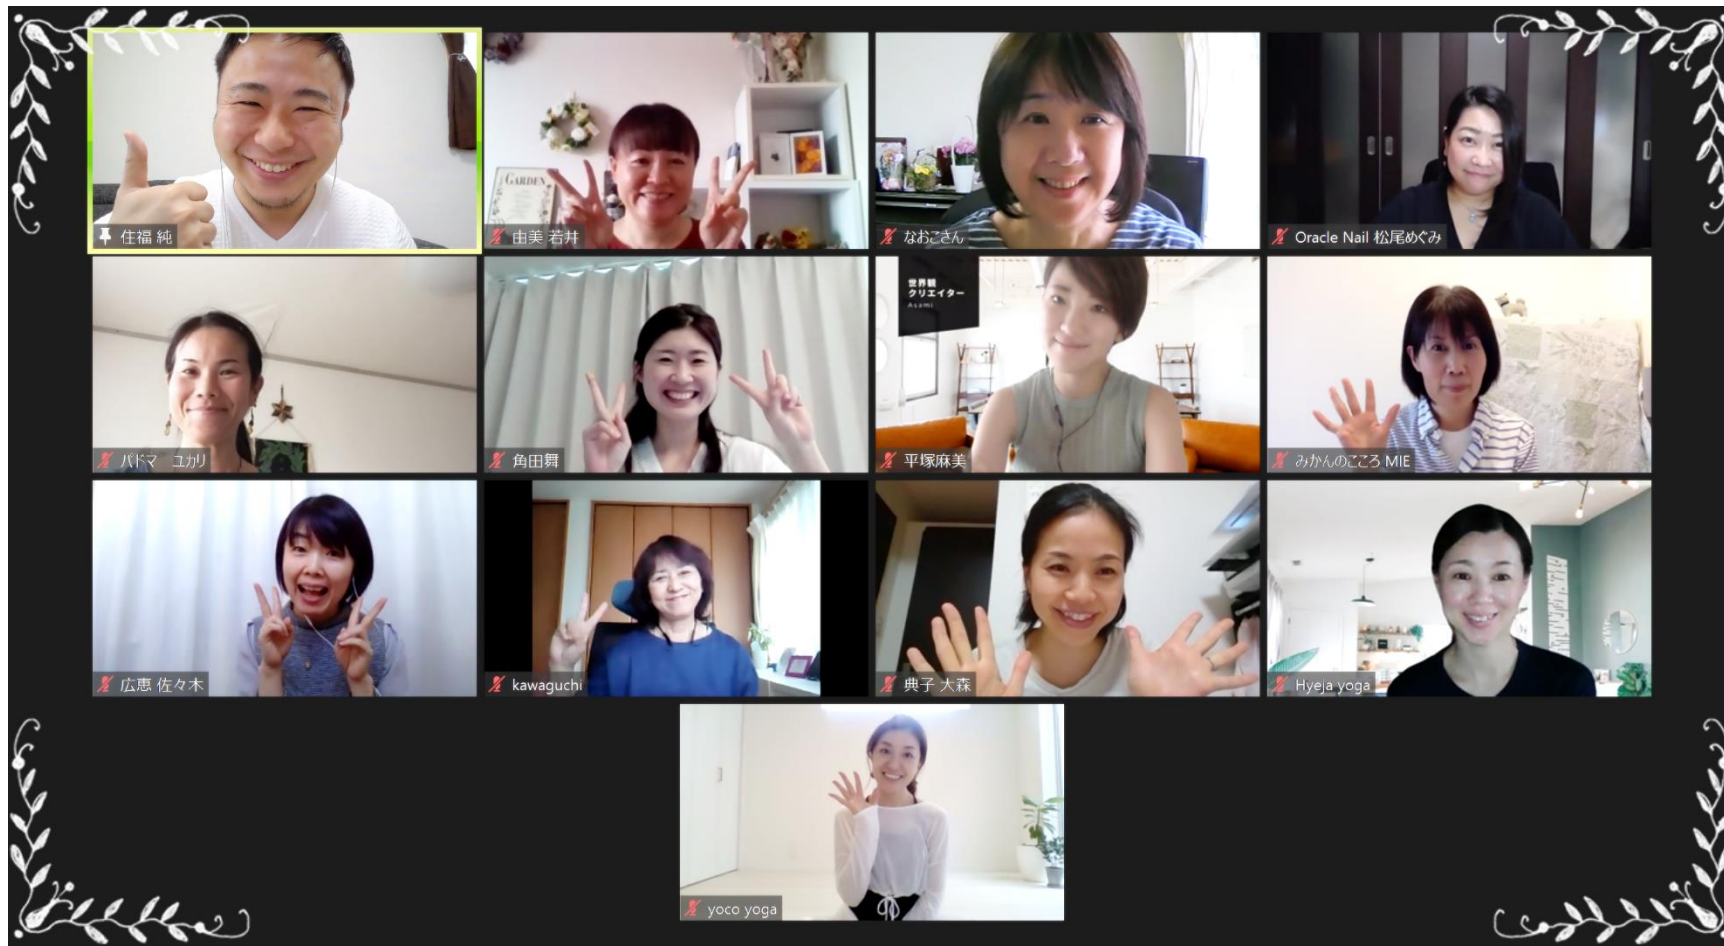 住福 純
GARDEN
由美 若井
なおこさん
Oracle Nail 松尾めぐみ
パドマ ユカリ
角田舞
世界観
クリエイター
Asami
平塚麻美
みかんのこころ MIE
広恵 佐々木
kawaguchi
典子 大森
Hyeja yoga
yoco yoga